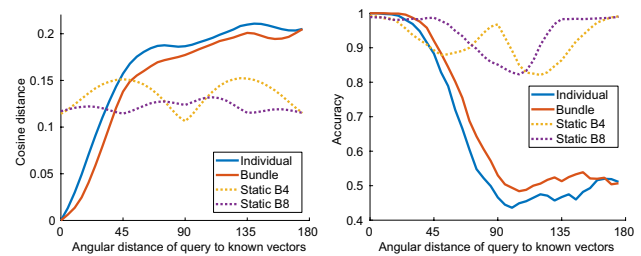 0.2
0.15
0.1
0.05
0
Cosine distance
0 45 90 135 180
Angular distance of query to known vectors
Individual
Bundle
Static B4
Static B8
1
0.9
0.8
0.7
0.6
0.5
0.4
Accuracy
0 45 90 135 180
Angular distance of query to known vectors
Individual
Bundle
Static B4
Static B8